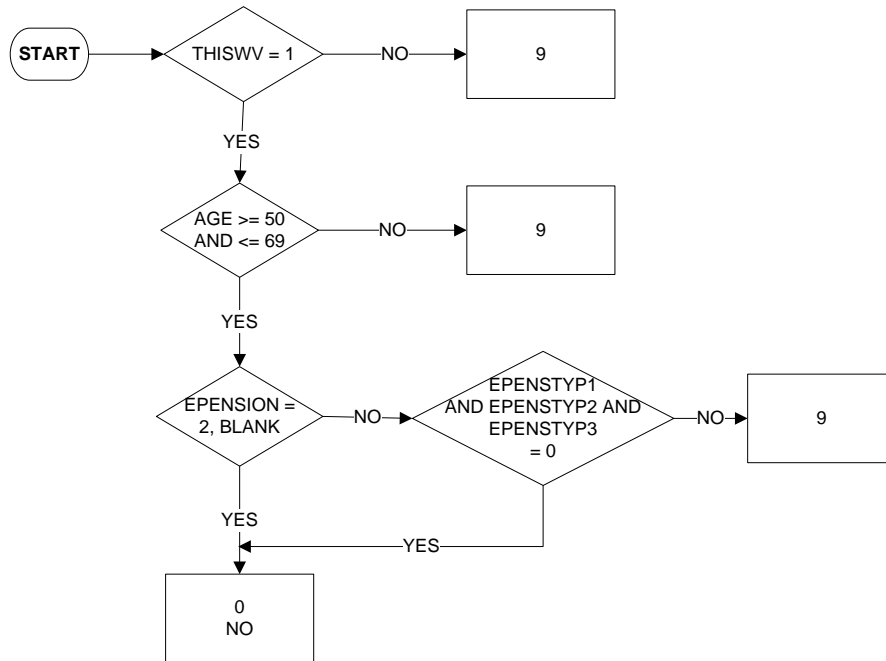 START
THISWV = 1
NO
9
YES
AGE >= 50
AND <= 69
NO
9
YES
EPENSION =
2, BLANK
NO
EPENSTYP1
AND EPENSTYP2 AND
EPENSTYP3
= 0
NO
9
YES
YES
0
NO